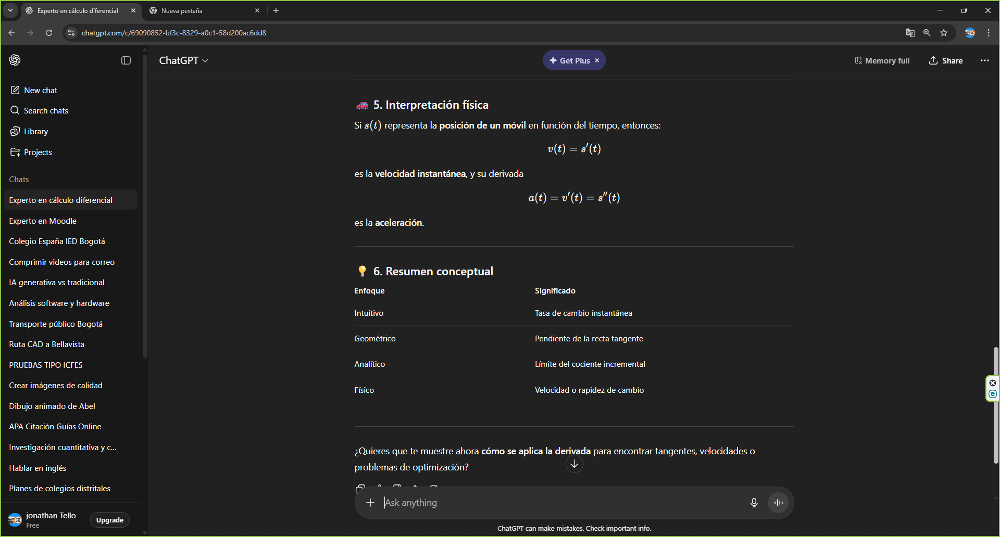 Experto en cálculo diferencial
Nueva pestaña
chatgpt.com/c/69090852-bf3c-8329-a0c1-58d200ac6dd8
ChatGPT
Get Plus
Memory full
Share
New chat
Search chats
Library
Projects
Chats
Experto en cálculo diferencial
Experto en Moodle
Colegio España IED Bogotá
Comprimir videos para correo
IA generativa vs tradicional
Análisis software y hardware
Transporte público Bogotá
Ruta CAD a Bellavista
PRUEBAS TIPO ICFES
Crear imágenes de calidad
Dibujo animado de Abel
APA Citación Guías Online
Investigación cuantitativa y c...
Hablar en inglés
Planes de colegios distritales
jonathan Tello
Free
Upgrade
🚗 5. Interpretación física
Si s(t) representa la posición de un móvil en función del tiempo, entonces:
v(t) = s′(t)
es la velocidad instantánea, y su derivada
a(t) = v′(t) = s″(t)
es la aceleración.
💡 6. Resumen conceptual
Enfoque Significado
Intuitivo Tasa de cambio instantánea
Geométrico Pendiente de la recta tangente
Analítico Límite del cociente incremental
Físico Velocidad o rapidez de cambio
¿Quieres que te muestre ahora cómo se aplica la derivada para encontrar tangentes, velocidades o
problemas de optimización?
Ask anything
ChatGPT can make mistakes. Check important info.